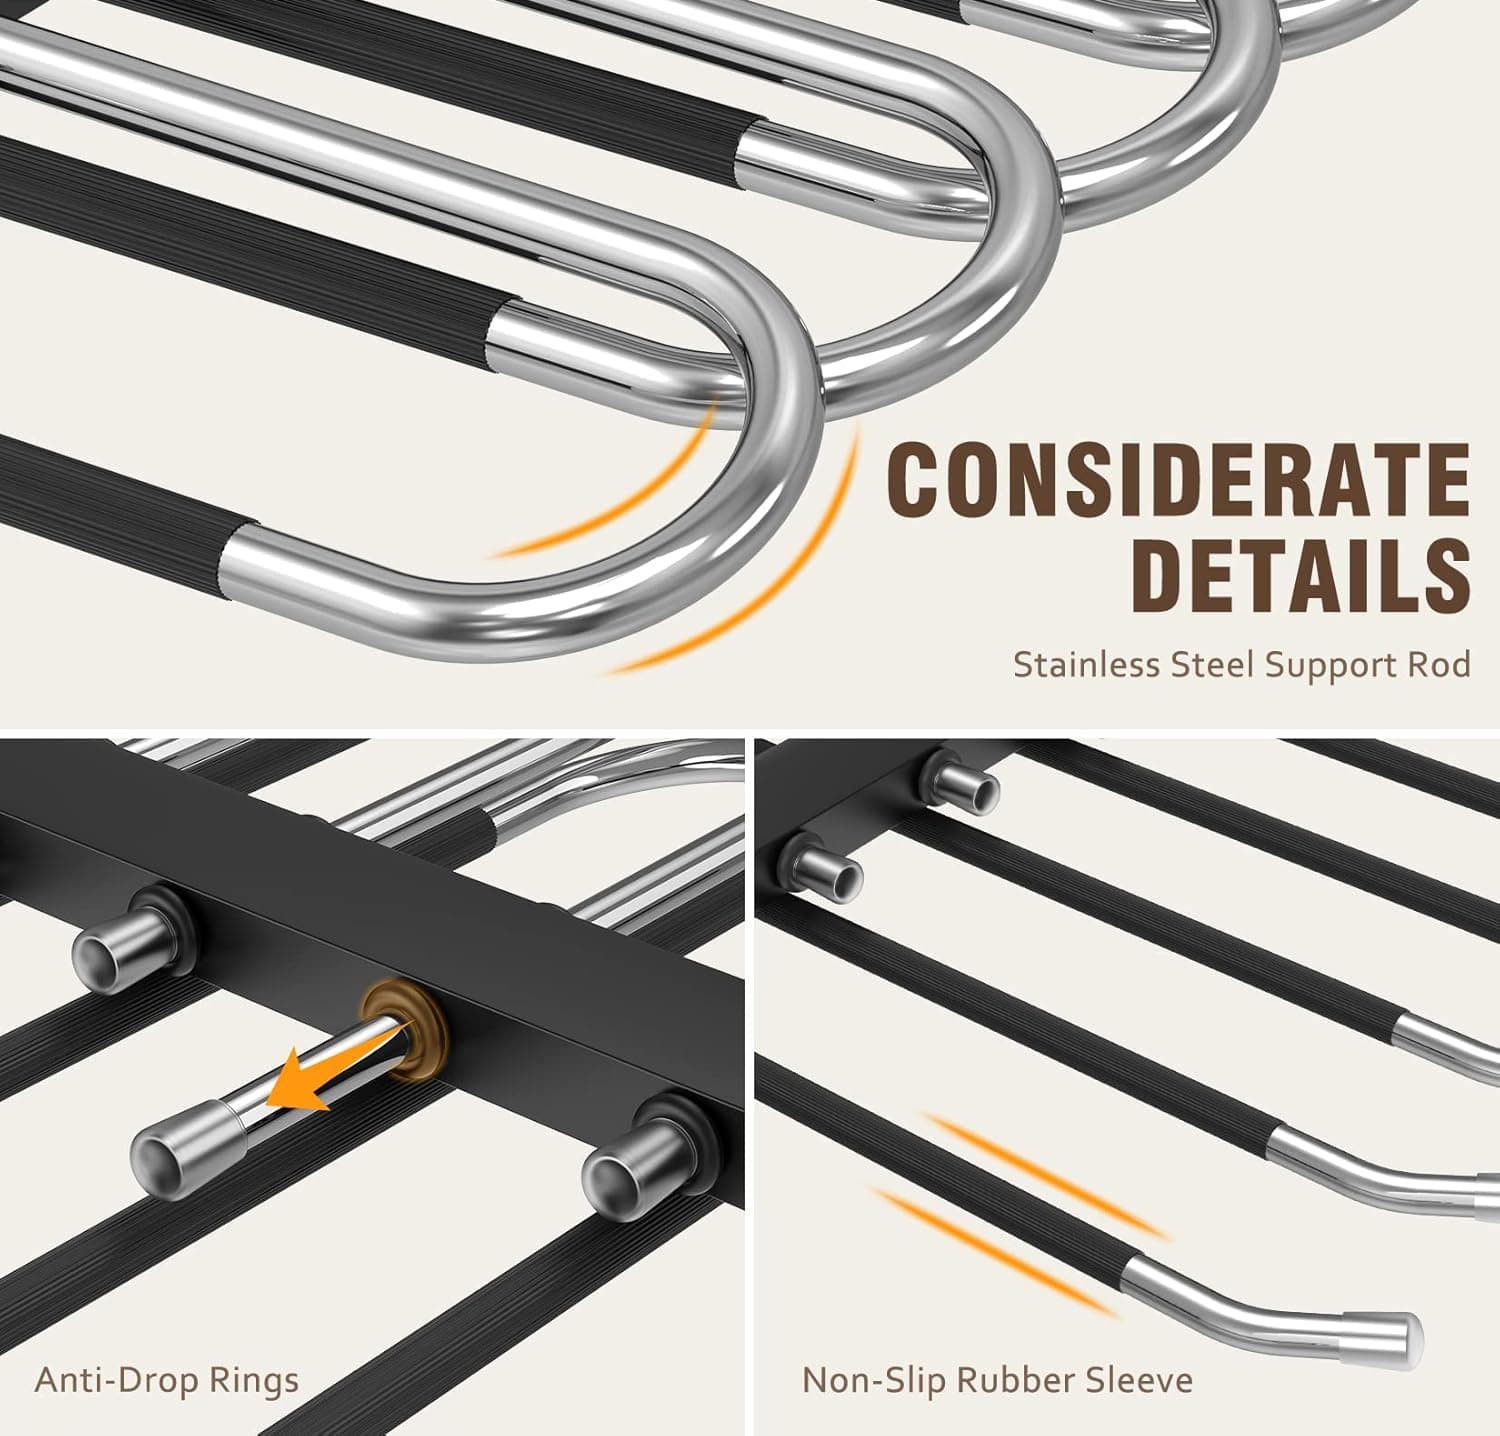 CONSIDERATE
DETAILS
Stainless Steel Support Rod
Anti-Drop Rings
Non-Slip Rubber Sleeve